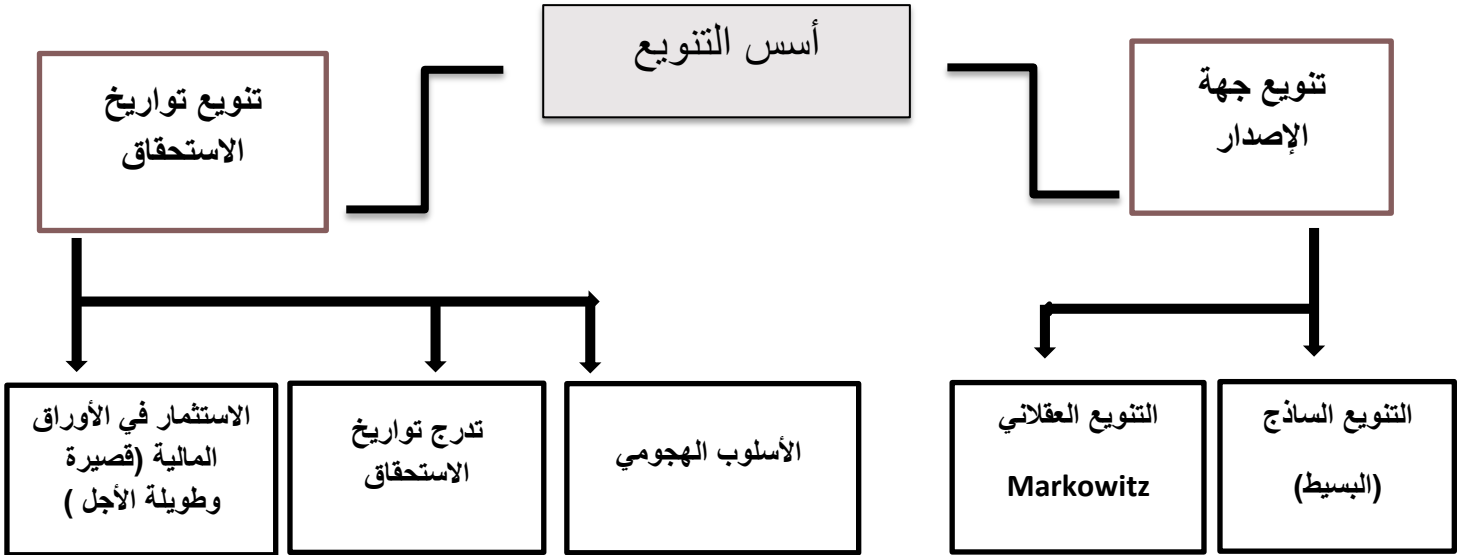 أسس التنويع
تنويع جهة
الإصدار
تنويع تواريخ
الاستحقاق
التنويع الساذج
(البسيط)
التنويع العقلاني
Markowitz
الأسلوب الهجومي
تدرج تواريخ
الاستحقاق
الاستثمار في الأوراق
المالية (قصيرة
وطويلة الأجل )